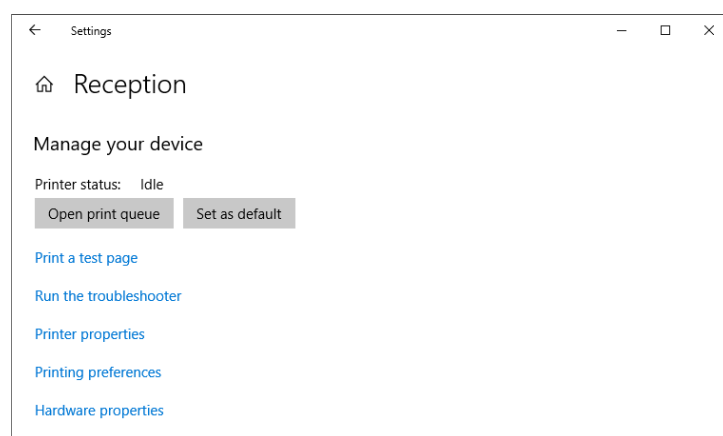 Settings
Reception
Manage your device
Printer status: Idle
Open print queue Set as default
Print a test page
Run the troubleshooter
Printer properties
Printing preferences
Hardware properties